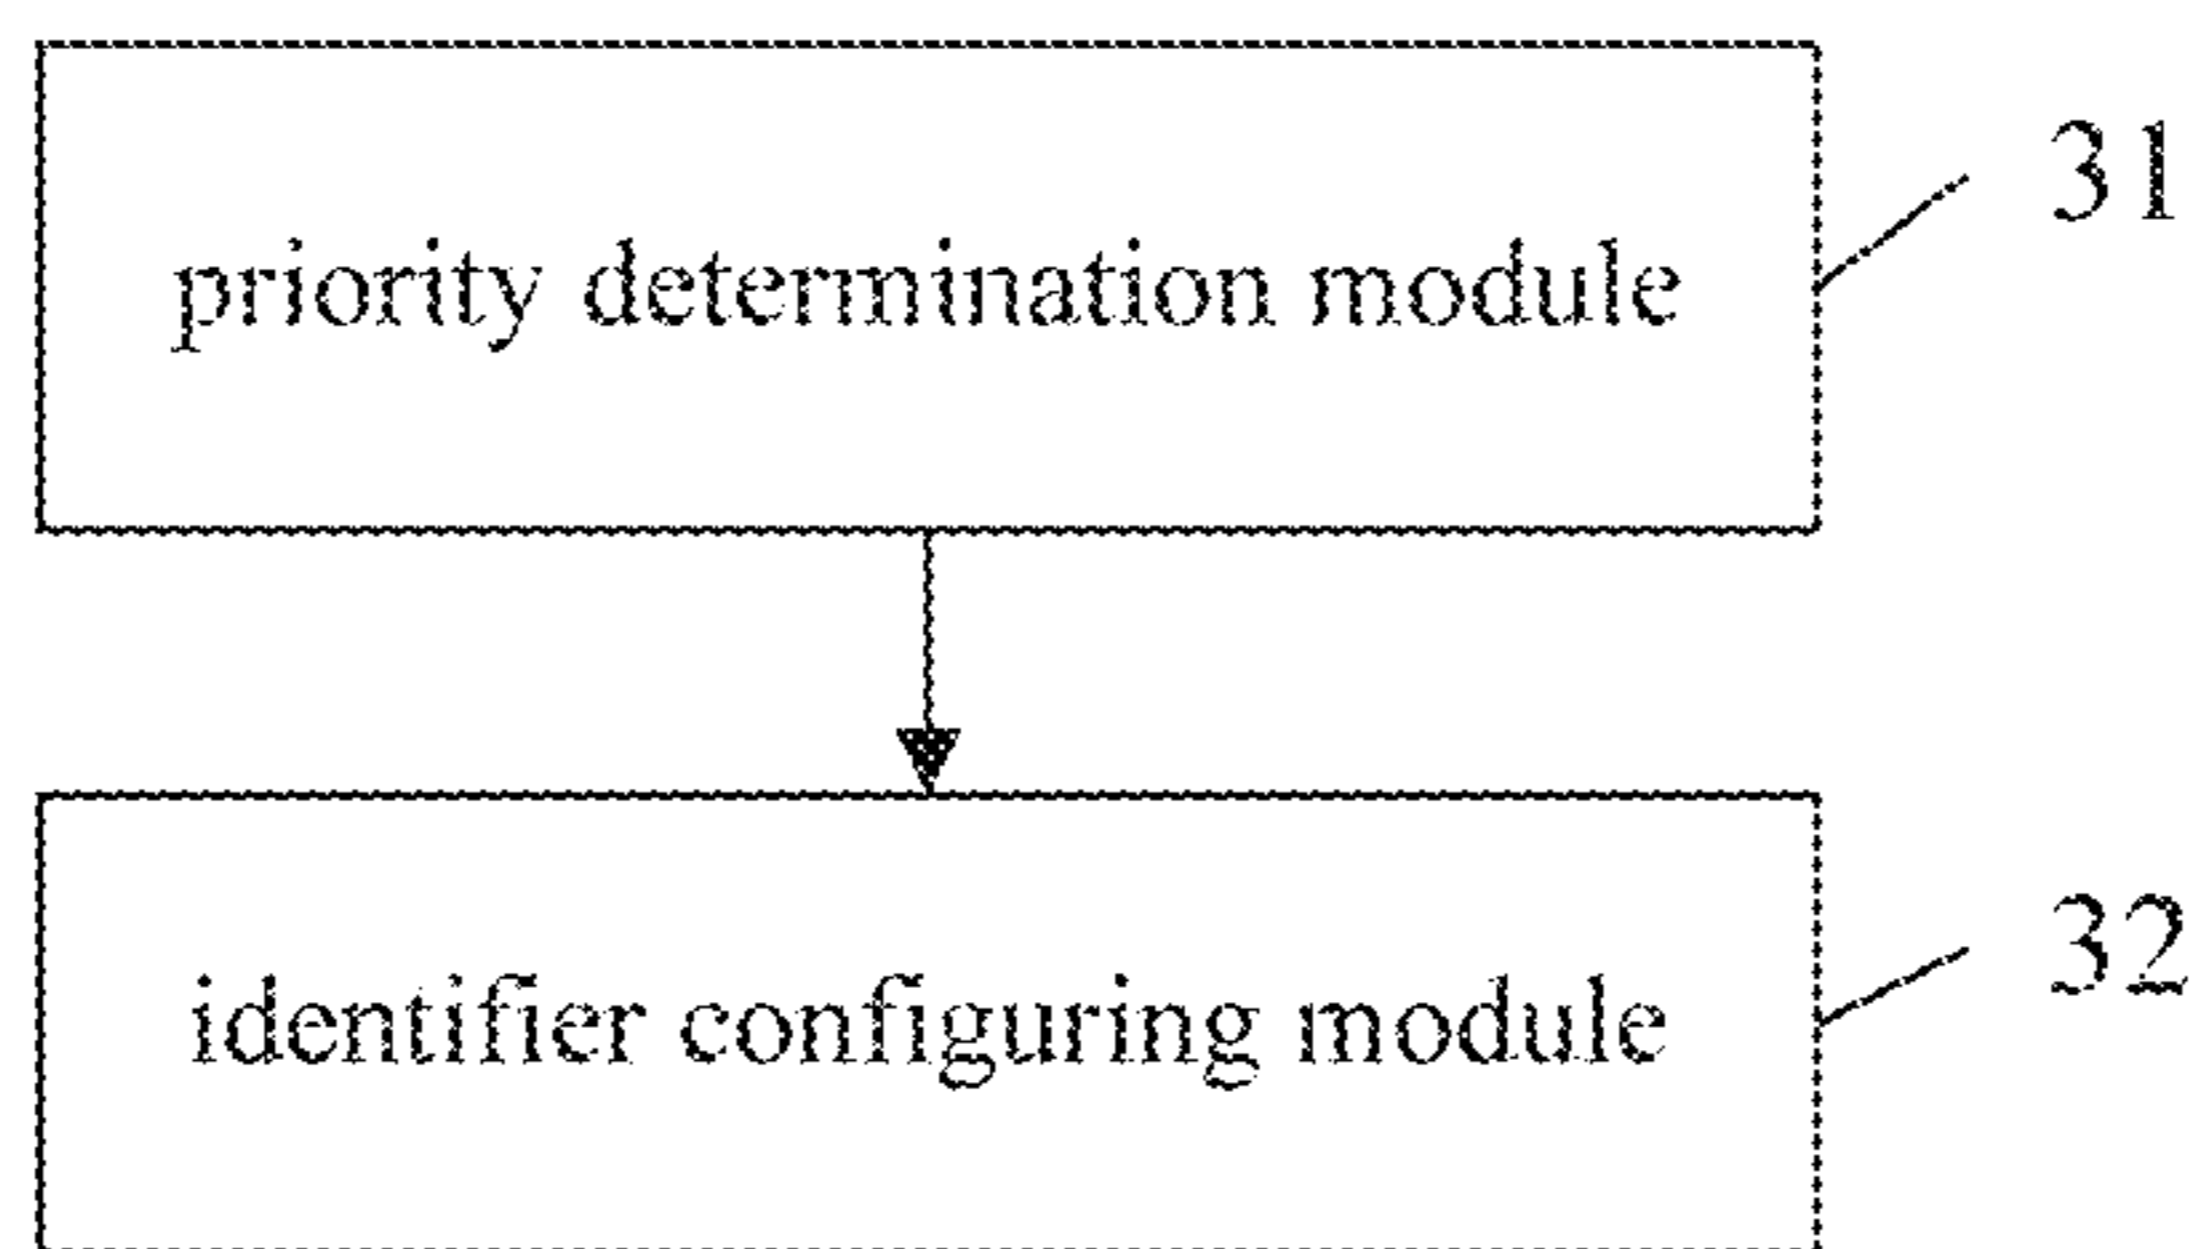 31
priority determination module
32
identifier configuring module